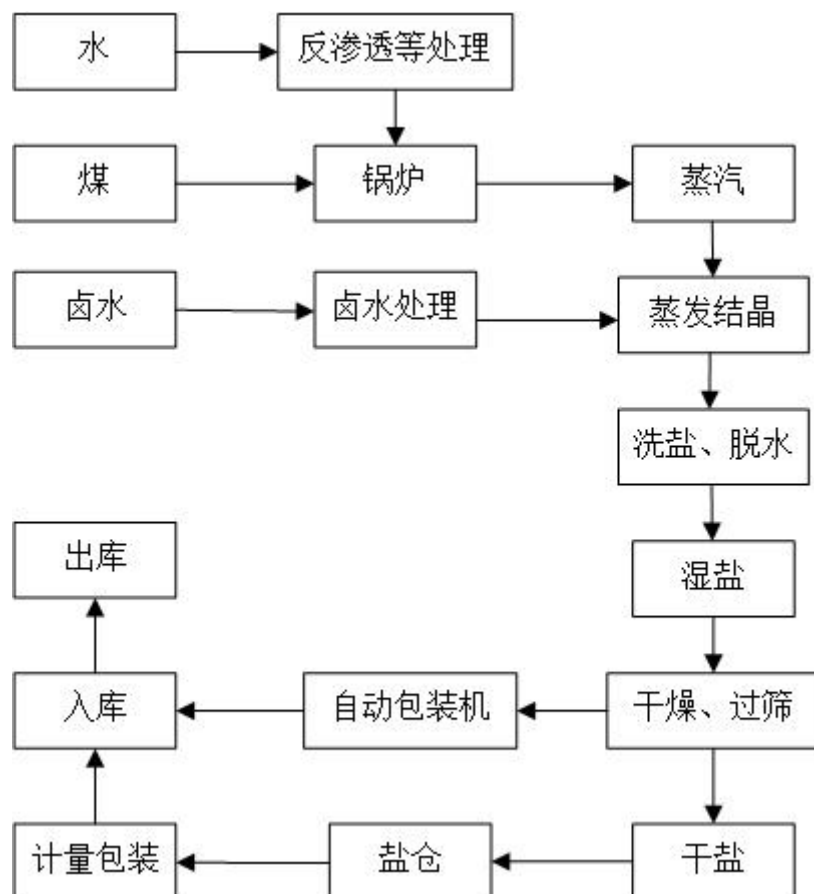 水
反渗透等处理
煤
锅炉
蒸汽
卤水
卤水处理
蒸发结晶
洗盐、脱水
出库
湿盐
入库
自动包装机
干燥、过筛
计量包装
盐仓
干盐